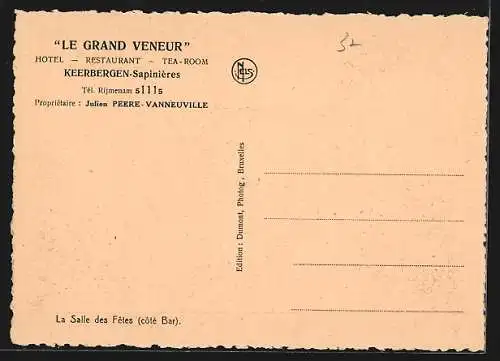 "LE GRAND VENEUR"
HOTEL — RESTAURANT - TEA-ROOM
KEERBERGEN-Sapinières
Tél. Rijmenam 51115
Propriétaire : Julien PEERE-VANNEUVILLE
Edition : Dumont, Photog., Bruxelles
La Salle des Fêtes (côté Bar).